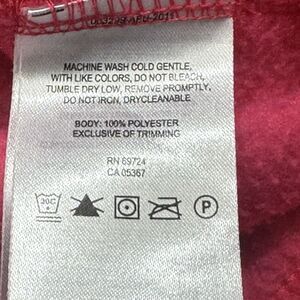 MACHINE WASH COLD GENTLE,
WITH LIKE COLORS, DO NOT BLEACH,
TUMBLE DRY LOW, REMOVE PROMPTLY,
DO NOT IRON, DRYCLEANABLE.
BODY: 100% POLYESTER
EXCLUSIVE OF TRIMMING
RN 69724
CA 05367
30C P